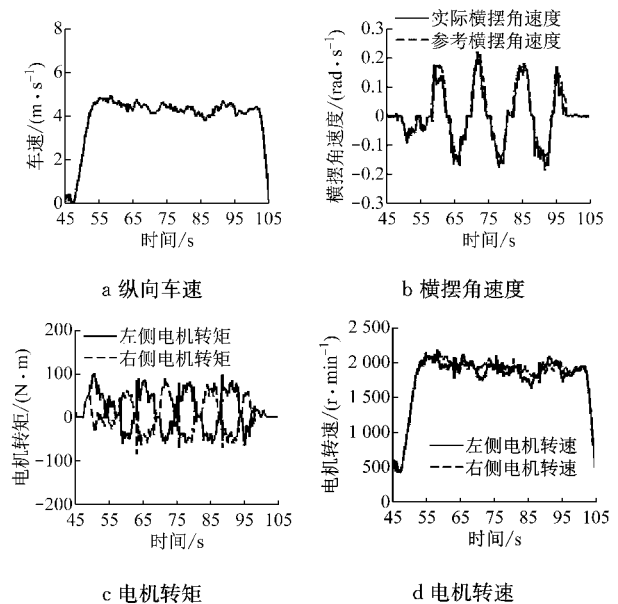 8
6
4
2
0
车速/(m·s⁻¹)
45 55 65 75 85 95 105
时间/s
a 纵向车速
实际横摆角速度
参考横摆角速度
0.3
0.2
0.1
0
-0.1
-0.2
-0.3
横摆角速度/(rad·s⁻¹)
45 55 65 75 85 95 105
时间/s
b 横摆角速度
左侧电机转矩
右侧电机转矩
200
100
0
-100
-200
电机转矩/(N·m)
45 55 65 75 85 95 105
时间/s
c 电机转矩
2 500
2 000
1 500
1 000
500
0
电机转速/(r·min⁻¹)
左侧电机转速
右侧电机转速
45 55 65 75 85 95 105
时间/s
d 电机转速